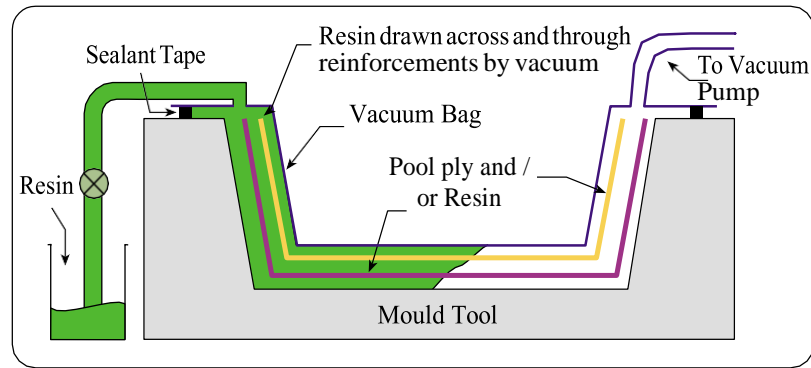 Resin drawn across and through
reinforcements by vacuum
Sealant Tape
To Vacuum
Pump
Vacuum Bag
Pool ply and /
or Resin
Resin
Mould Tool